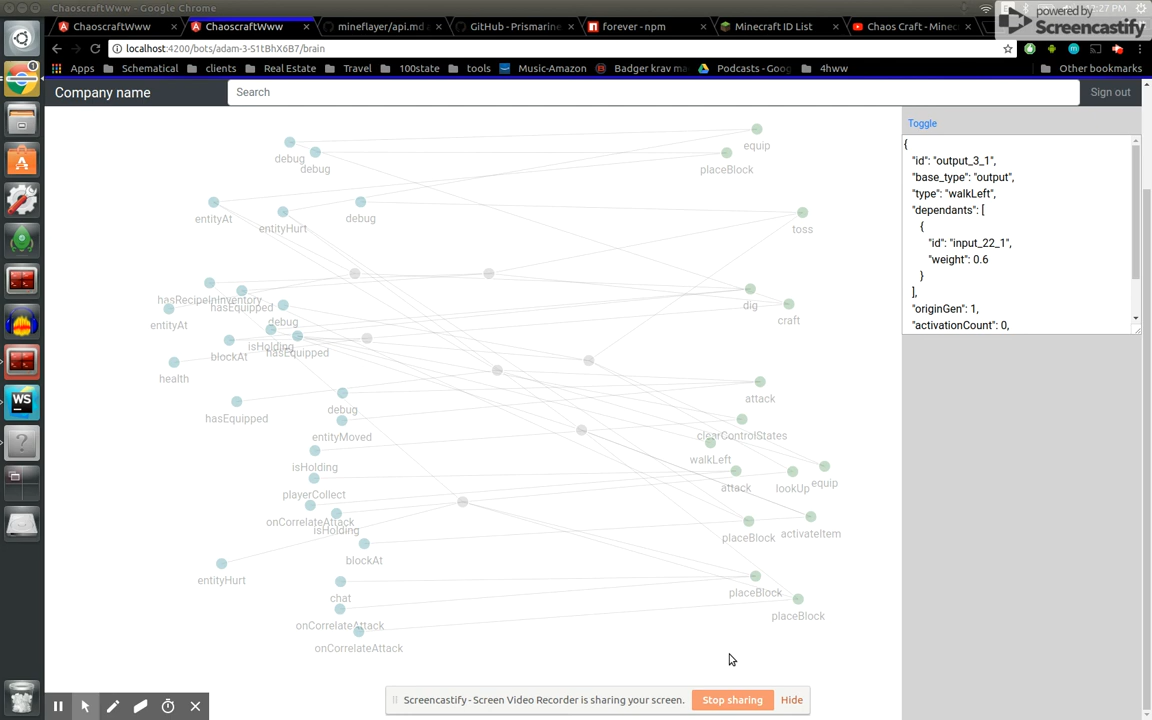 ChaoscraftWww - Google Chrome
27 PM
powered by
Screencastify
ChaoscraftWww
ChaoscraftWww
mineflayer/api.md
GitHub - Prismarine
forever - npm
Minecraft ID List
Chaos Craft - Minec
localhost:4200/bots/adam-3-S1tBhX6B7/brain
Apps
Schematical
clients
Real Estate
Travel
100state
tools
Music-Amazon
Badger krav ma
Podcasts - Goog
4hww
Other bookmarks
Company name
Search
Sign out
debug
debug
equip
placeBlock
entityAt
entityHurt
debug
toss
hasRecipeInInventory
hasEquipped
entityAt
debug
dig
craft
isHolding
hasEquipped
blockAt
health
attack
hasEquipped
debug
entityMoved
clearControlStates
walkLeft
isHolding
attack
lookUp
equip
playerCollect
onCorrelateAttack
isHolding
placeBlock
activateItem
blockAt
entityHurt
chat
placeBlock
placeBlock
onCorrelateAttack
onCorrelateAttack
Toggle
{
"id": "output_3_1",
"base_type": "output",
"type": "walkLeft",
"dependants": [
{
"id": "input_22_1",
"weight": 0.6
}
],
"originGen": 1,
"activationCount": 0,
WS
Screencastify - Screen Video Recorder is sharing your screen.
Stop sharing
Hide